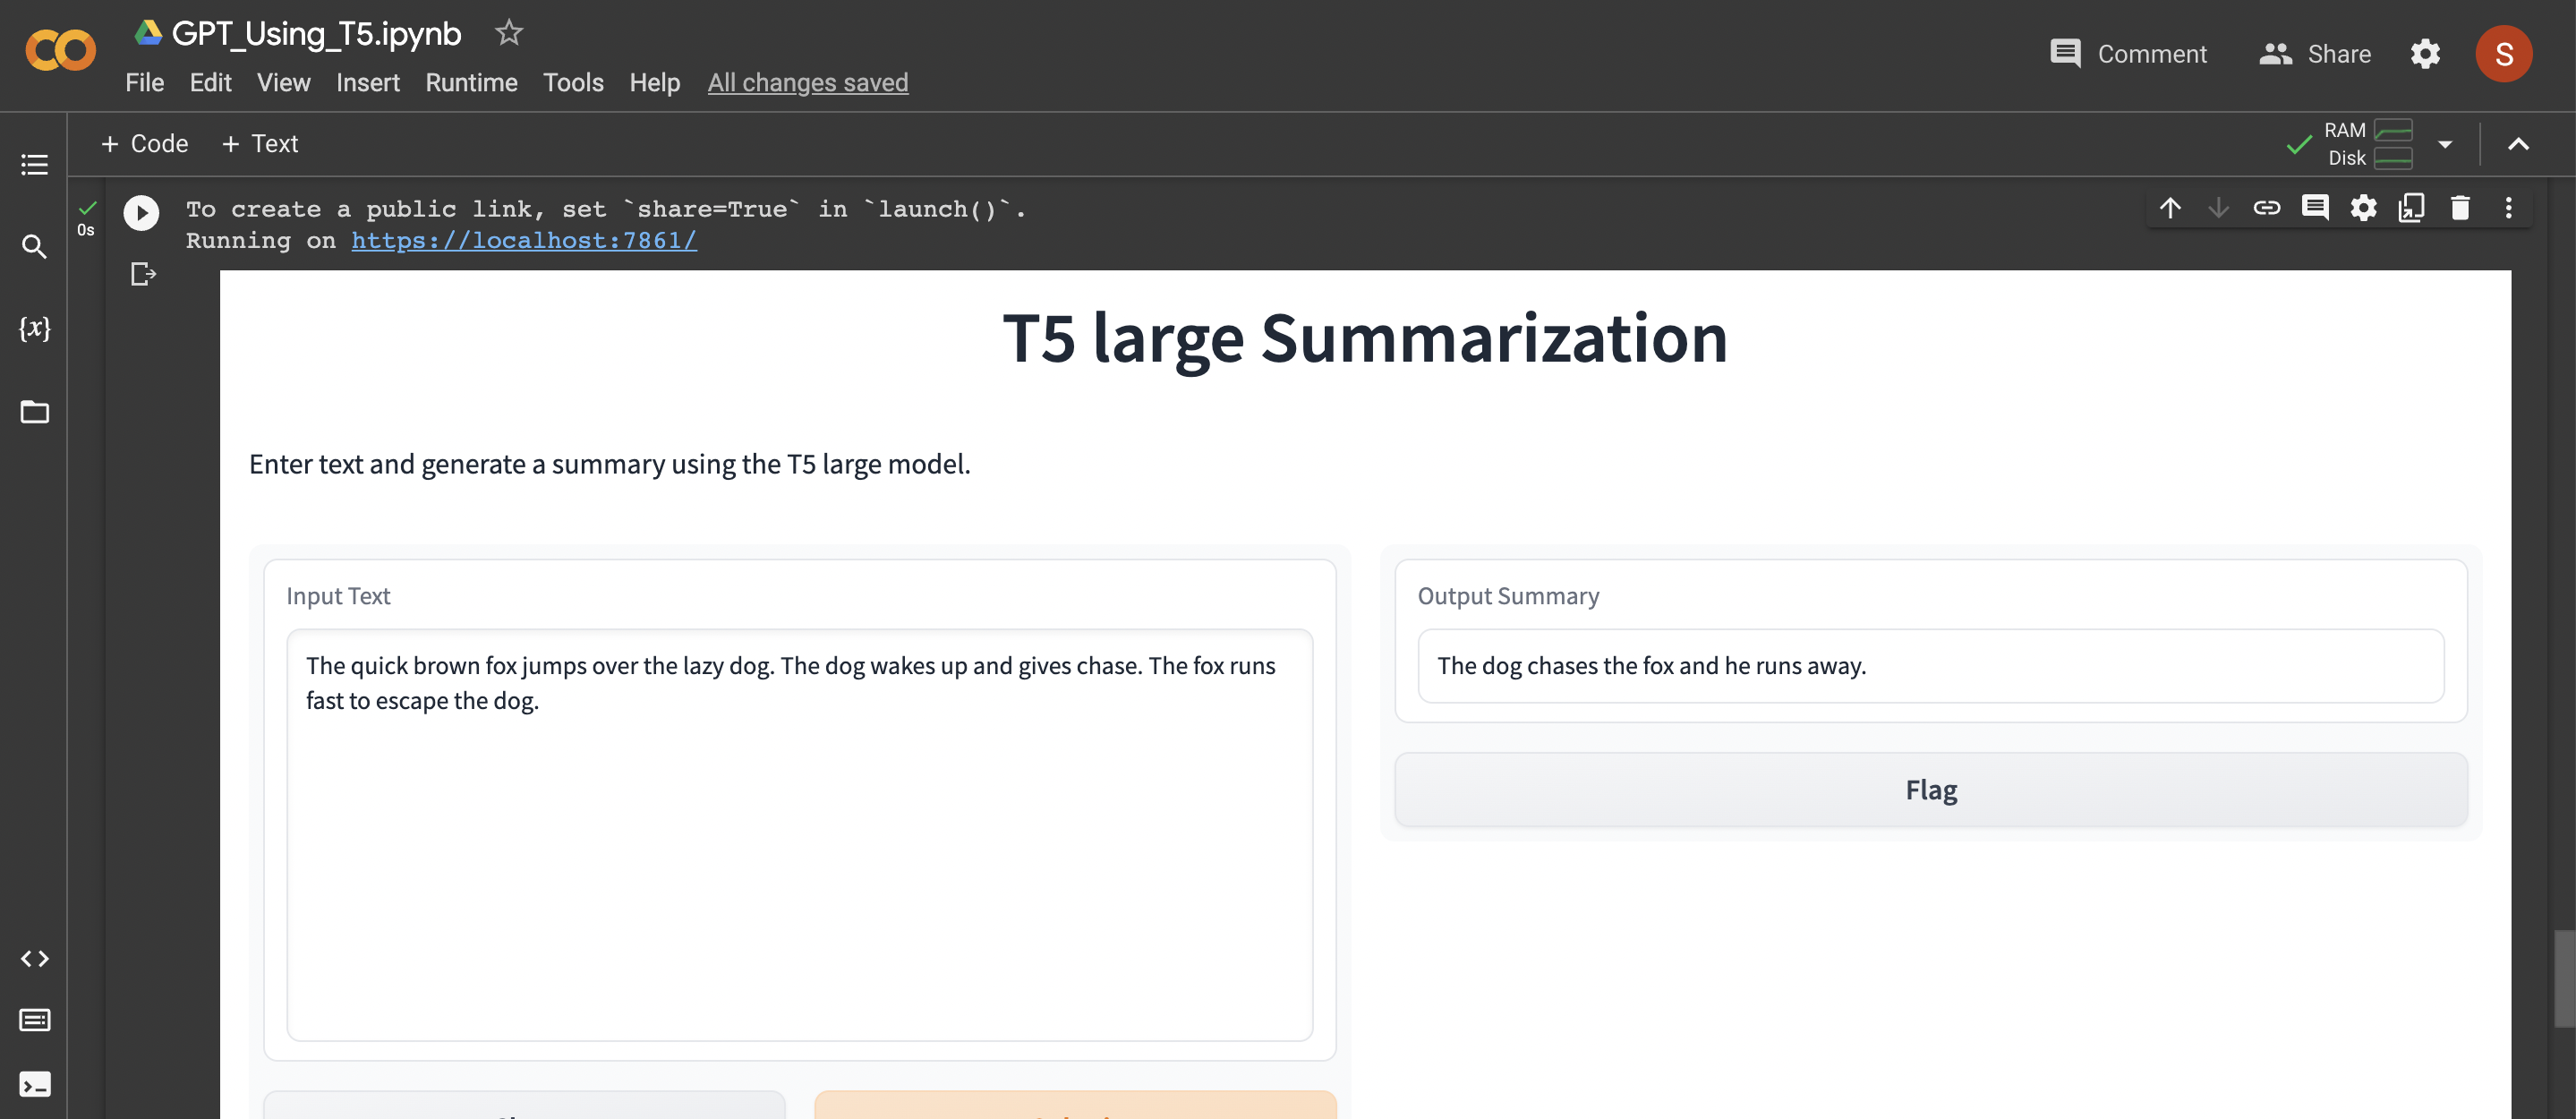 GPT_Using_T5.ipynb
File Edit View Insert Runtime Tools Help All changes saved
Comment Share S
+ Code + Text
RAM
Disk
0s
To create a public link, set `share=True` in `launch()`.
Running on https://localhost:7861/
{x}
T5 large Summarization
Enter text and generate a summary using the T5 large model.
Input Text
The quick brown fox jumps over the lazy dog. The dog wakes up and gives chase. The fox runs
fast to escape the dog.
Output Summary
The dog chases the fox and he runs away.
Flag